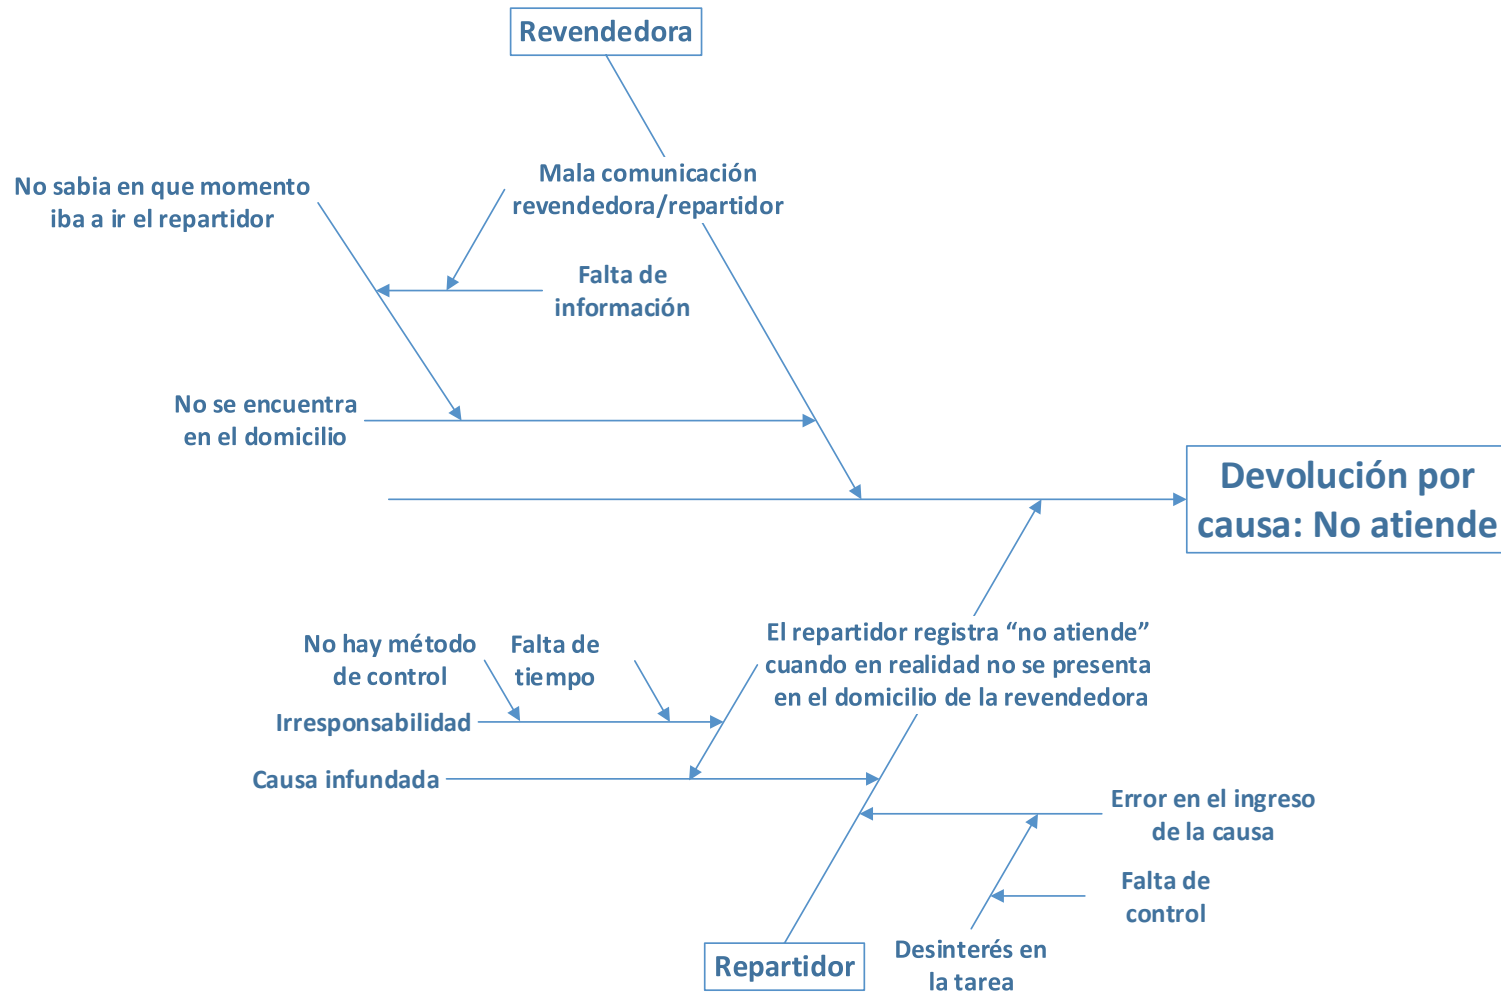 Revendedora
Mala comunicación
revendedora/repartidor
No sabia en que momento
iba a ir el repartidor
Falta de
información
No se encuentra
en el domicilio
Devolución por
causa: No atiende
El repartidor registra “no atiende”
cuando en realidad no se presenta
en el domicilio de la revendedora
No hay método
de control
Falta de
tiempo
Irresponsabilidad
Causa infundada
Error en el ingreso
de la causa
Falta de
control
Desinterés en
la tarea
Repartidor